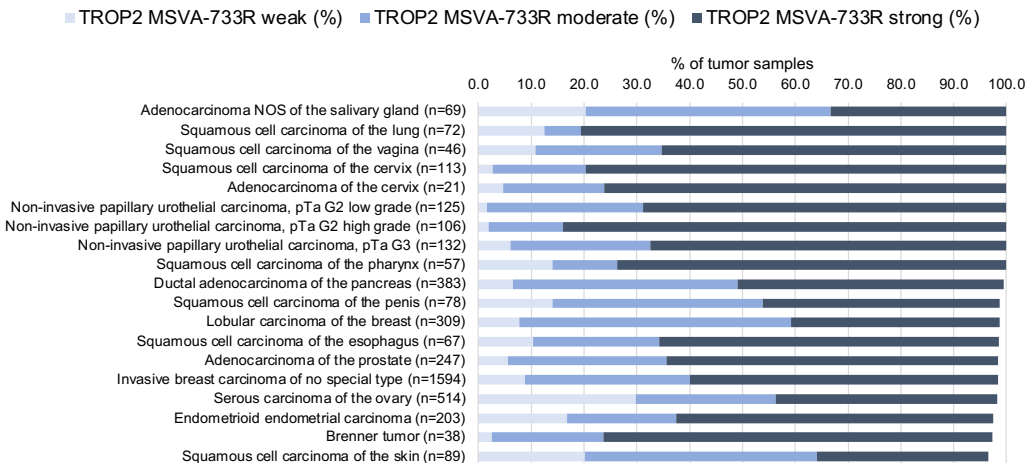 TROP2 MSVA-733R weak (%) TROP2 MSVA-733R moderate (%) TROP2 MSVA-733R strong (%)
% of tumor samples
0.0 10.0 20.0 30.0 40.0 50.0 60.0 70.0 80.0 90.0 100.0
Adenocarcinoma NOS of the salivary gland (n=69)
Squamous cell carcinoma of the lung (n=72)
Squamous cell carcinoma of the vagina (n=46)
Squamous cell carcinoma of the cervix (n=113)
Adenocarcinoma of the cervix (n=21)
Non-invasive papillary urothelial carcinoma, pTa G2 low grade (n=125)
Non-invasive papillary urothelial carcinoma, pTa G2 high grade (n=106)
Non-invasive papillary urothelial carcinoma, pTa G3 (n=132)
Squamous cell carcinoma of the pharynx (n=57)
Ductal adenocarcinoma of the pancreas (n=383)
Squamous cell carcinoma of the penis (n=78)
Lobular carcinoma of the breast (n=309)
Squamous cell carcinoma of the esophagus (n=67)
Adenocarcinoma of the prostate (n=247)
Invasive breast carcinoma of no special type (n=1594)
Serous carcinoma of the ovary (n=514)
Endometrioid endometrial carcinoma (n=203)
Brenner tumor (n=38)
Squamous cell carcinoma of the skin (n=89)